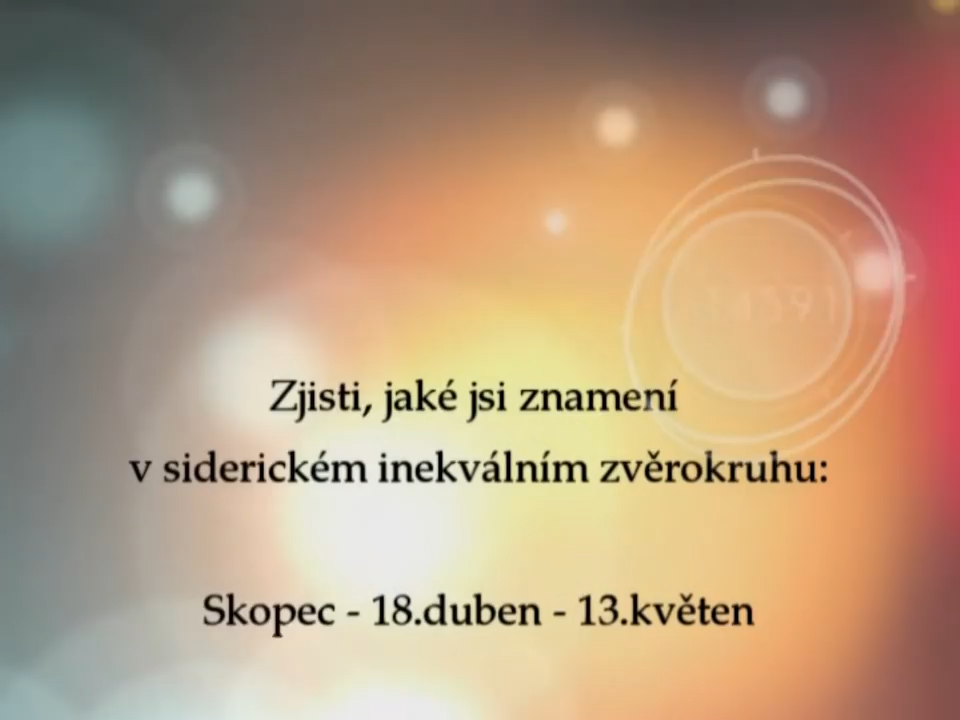 Zjisti, jaké jsi znamení
v siderickém inekválním zvěrokruhu:
Skopec - 18.duben - 13.květen